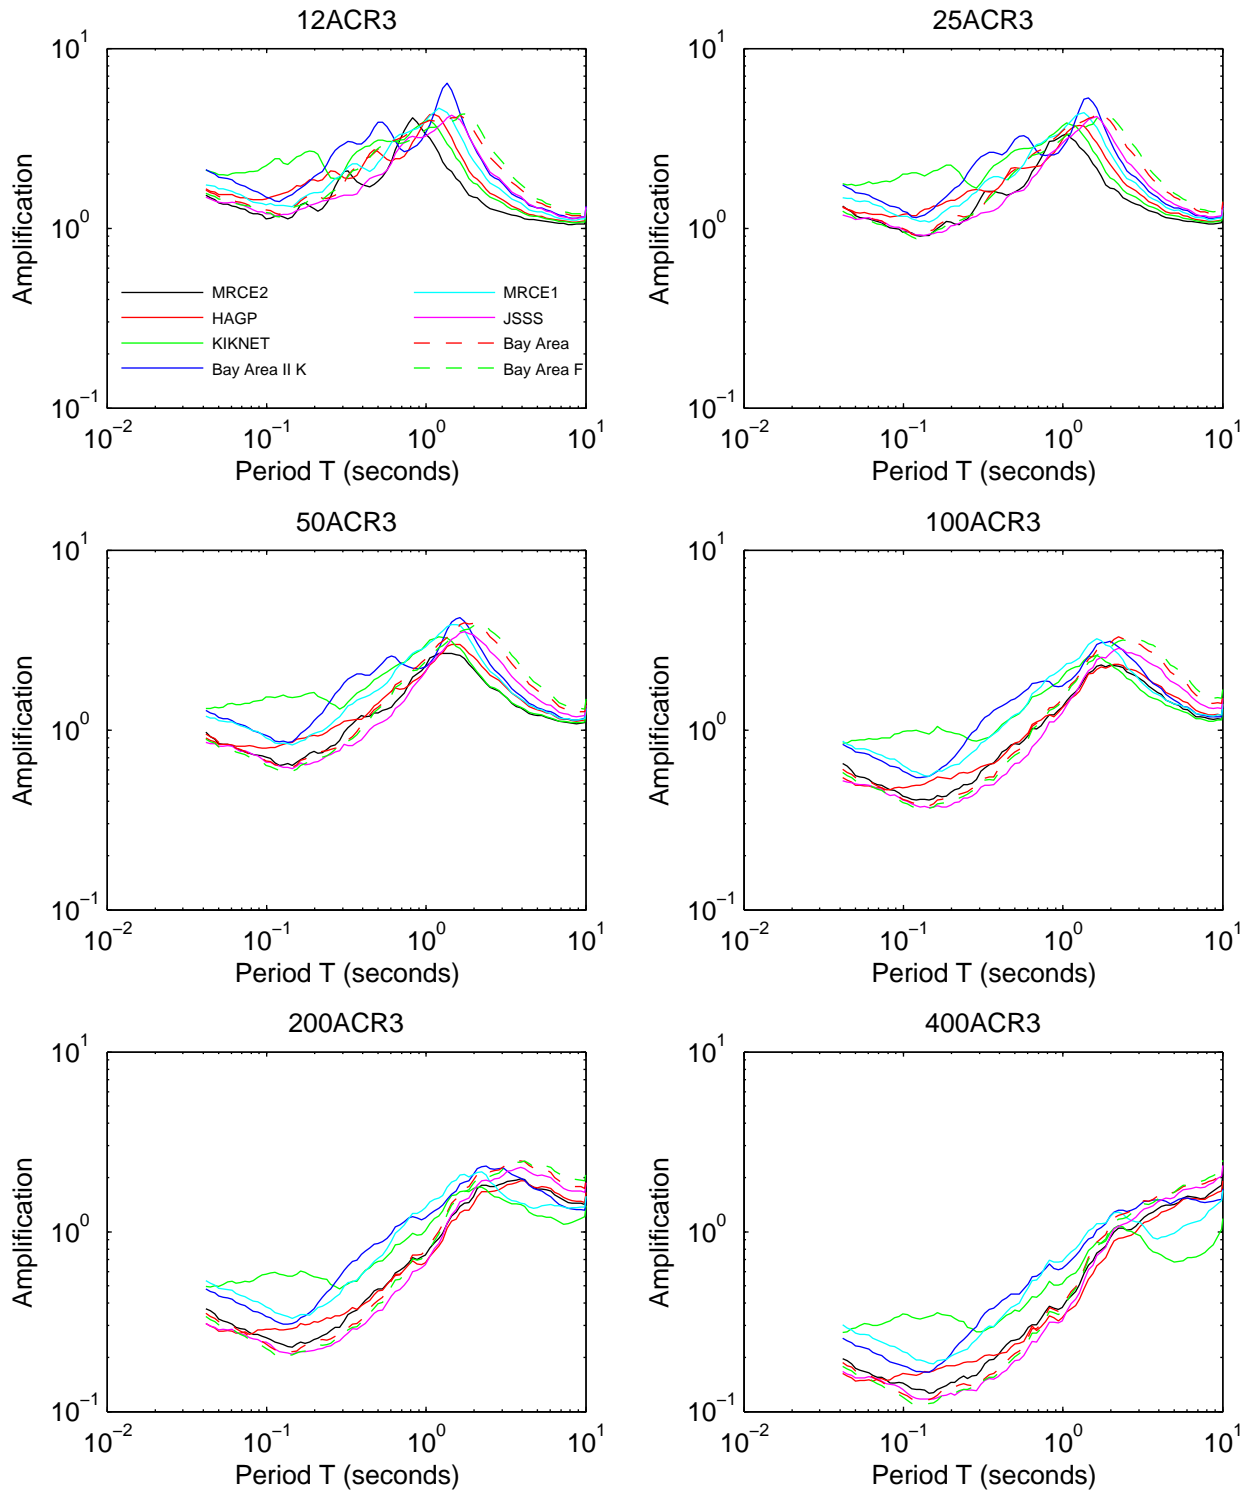 12ACR3
10^1
10^0
10^−1
Amplification
10^−2
10^−1
10^0
10^1
Period T (seconds)
MRCE2
HAGP
KIKNET
Bay Area II K
MRCE1
JSSS
Bay Area
Bay Area F
25ACR3
10^1
10^0
10^−1
Amplification
10^−2
10^−1
10^0
10^1
Period T (seconds)
50ACR3
10^1
10^0
10^−1
Amplification
10^−2
10^−1
10^0
10^1
Period T (seconds)
100ACR3
10^1
10^0
10^−1
Amplification
10^−2
10^−1
10^0
10^1
Period T (seconds)
200ACR3
10^1
10^0
10^−1
Amplification
10^−2
10^−1
10^0
10^1
Period T (seconds)
400ACR3
10^1
10^0
10^−1
Amplification
10^−2
10^−1
10^0
10^1
Period T (seconds)